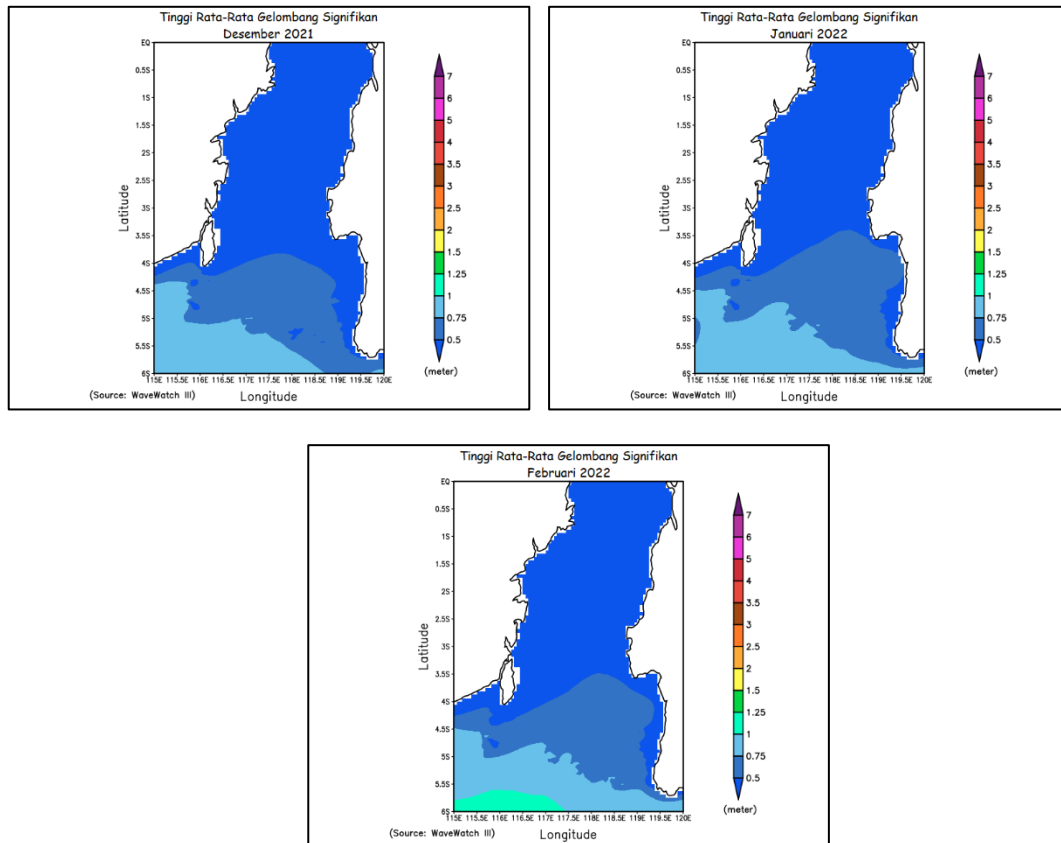 Tinggi Rata-Rata Gelombang Signifikan
Desember 2021
EQ
0.5S
1S
1.5S
2S
2.5S
3S
3.5S
4S
4.5S
5S
5.5S
6S
Latitude
115E 115.5E 116E 116.5E 117E 117.5E 118E 118.5E 119E 119.5E 120E
(Source: WaveWatch III)
Longitude
7
6
5
4
3.5
3
2.5
2
1.5
1.25
1
0.75
0.5
(meter)
Tinggi Rata-Rata Gelombang Signifikan
Januari 2022
EQ
0.5S
1S
1.5S
2S
2.5S
3S
3.5S
4S
4.5S
5S
5.5S
6S
Latitude
115E 115.5E 116E 116.5E 117E 117.5E 118E 118.5E 119E 119.5E 120E
(Source: WaveWatch III)
Longitude
7
6
5
4
3.5
3
2.5
2
1.5
1.25
1
0.75
0.5
(meter)
Tinggi Rata-Rata Gelombang Signifikan
Februari 2022
EQ
0.5S
1S
1.5S
2S
2.5S
3S
3.5S
4S
4.5S
5S
5.5S
6S
Latitude
115E 115.5E 116E 116.5E 117E 117.5E 118E 118.5E 119E 119.5E 120E
(Source: WaveWatch III)
Longitude
7
6
5
4
3.5
3
2.5
2
1.5
1.25
1
0.75
0.5
(meter)